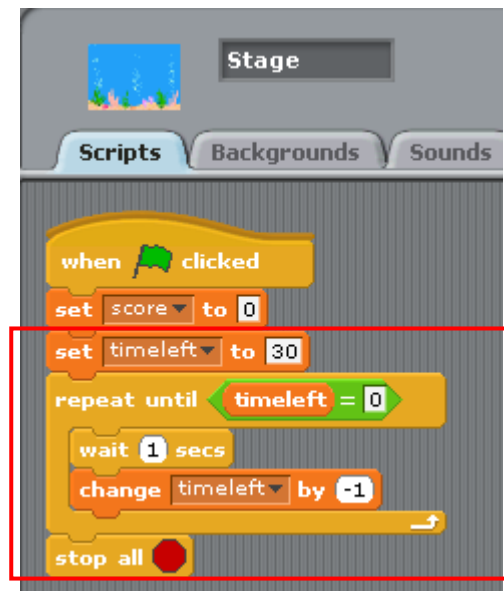 Stage
Scripts Backgrounds Sounds
when clicked
set score to 0
set timeleft to 30
repeat until timeleft = 0
wait 1 secs
change timeleft by -1
stop all